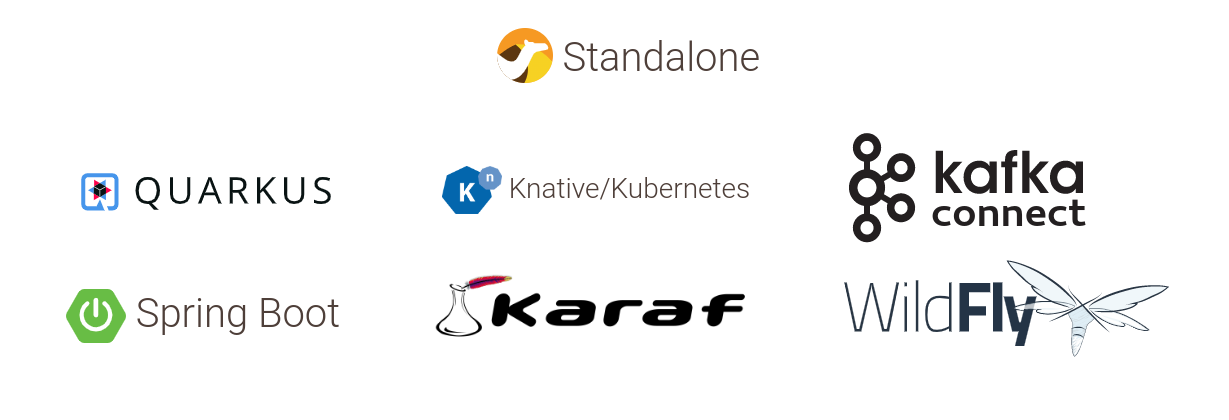 Standalone
QUARKUS
K n Knative/Kubernetes
kafka
connect
Spring Boot
Karaf
WildFly